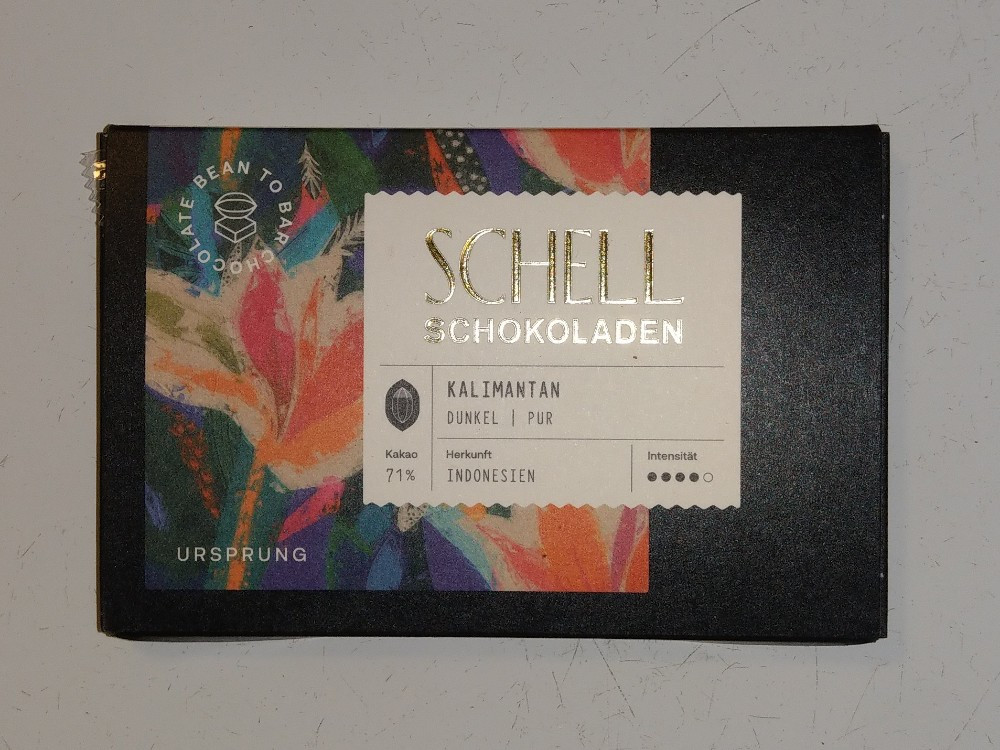 BEAN TO BAR CHOCOLATE
SCHELL
SCHOKOLADEN
KALIMANTAN
DUNKEL | PUR
Kakao
71%
Herkunft
INDONESIEN
Intensität
URSPRUNG